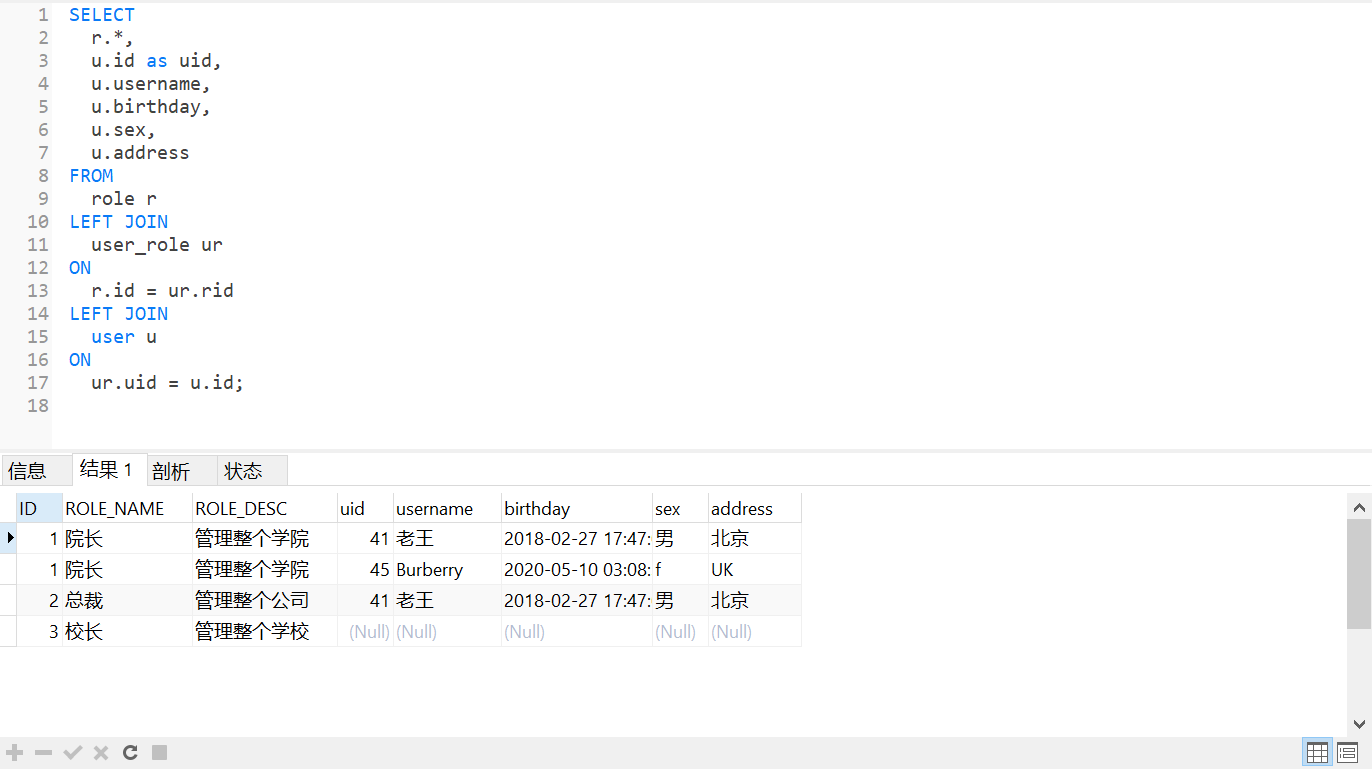 1 SELECT
2 r.*,
3 u.id as uid,
4 u.username,
5 u.birthday,
6 u.sex,
7 u.address
8 FROM
9 role r
10 LEFT JOIN
11 user_role ur
12 ON
13 r.id = ur.rid
14 LEFT JOIN
15 user u
16 ON
17 ur.uid = u.id;
18
信息 结果 1 剖析 状态
ID ROLE_NAME ROLE_DESC uid username birthday sex address
1 院长 管理整个学院 41 老王 2018-02-27 17:47: 男 北京
1 院长 管理整个学院 45 Burberry 2020-05-10 03:08: f UK
2 总裁 管理整个公司 41 老王 2018-02-27 17:47: 男 北京
3 校长 管理整个学校 (Null) (Null) (Null) (Null) (Null)